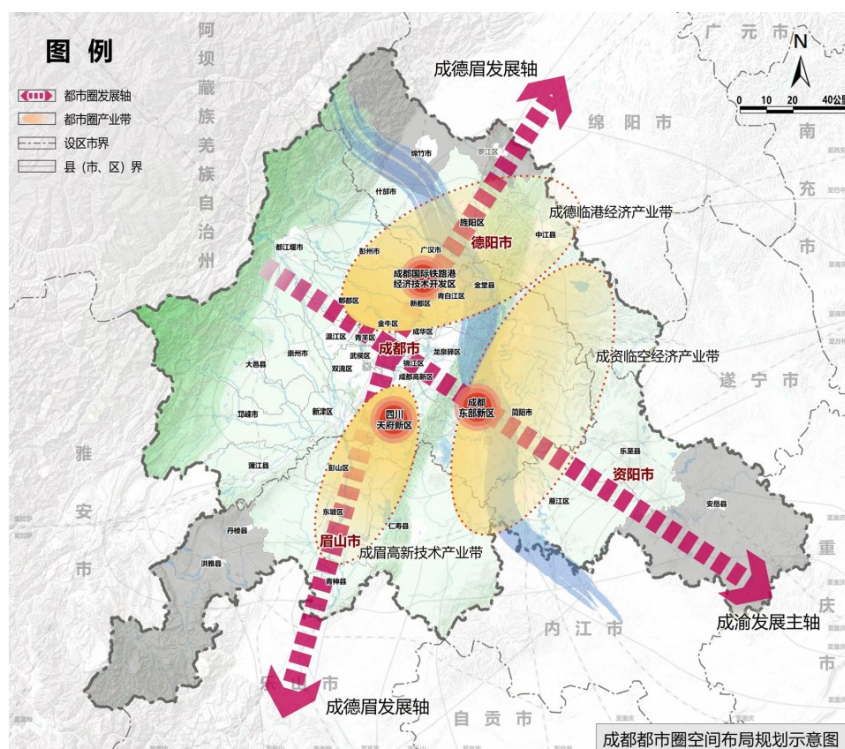 图 例
都市圈发展轴
都市圈产业带
设区市界
县（市、区）界
阿坝藏族羌族自治州
广元市
N
0 10 20 40公里
成德眉发展轴
绵阳市
南充市
绵竹市
罗江区
什邡市
旌阳区
成德临港经济产业带
德阳市
中江县
都江堰市
彭州市
广汉市
成都国际铁路港
经济技术开发区
金堂县
青白江区
新都区
郫都区
金牛区
成华区
温江区
青羊区
成都市
龙泉驿区
成资临空经济产业带
武侯区
锦江区
崇州市
大邑县
双流区
成都高新区
遂宁市
邛崃市
新津区
四川
天府新区
成都
东部新区
简阳市
雅安市
蒲江县
彭山区
乐至县
资阳市
雁江区
安岳县
东坡区
仁寿县
丹棱县
眉山市
成眉高新技术产业带
洪雅县
青神县
重庆市
内江市
成渝发展主轴
乐山市
成德眉发展轴
自贡市
成都都市圈空间布局规划示意图